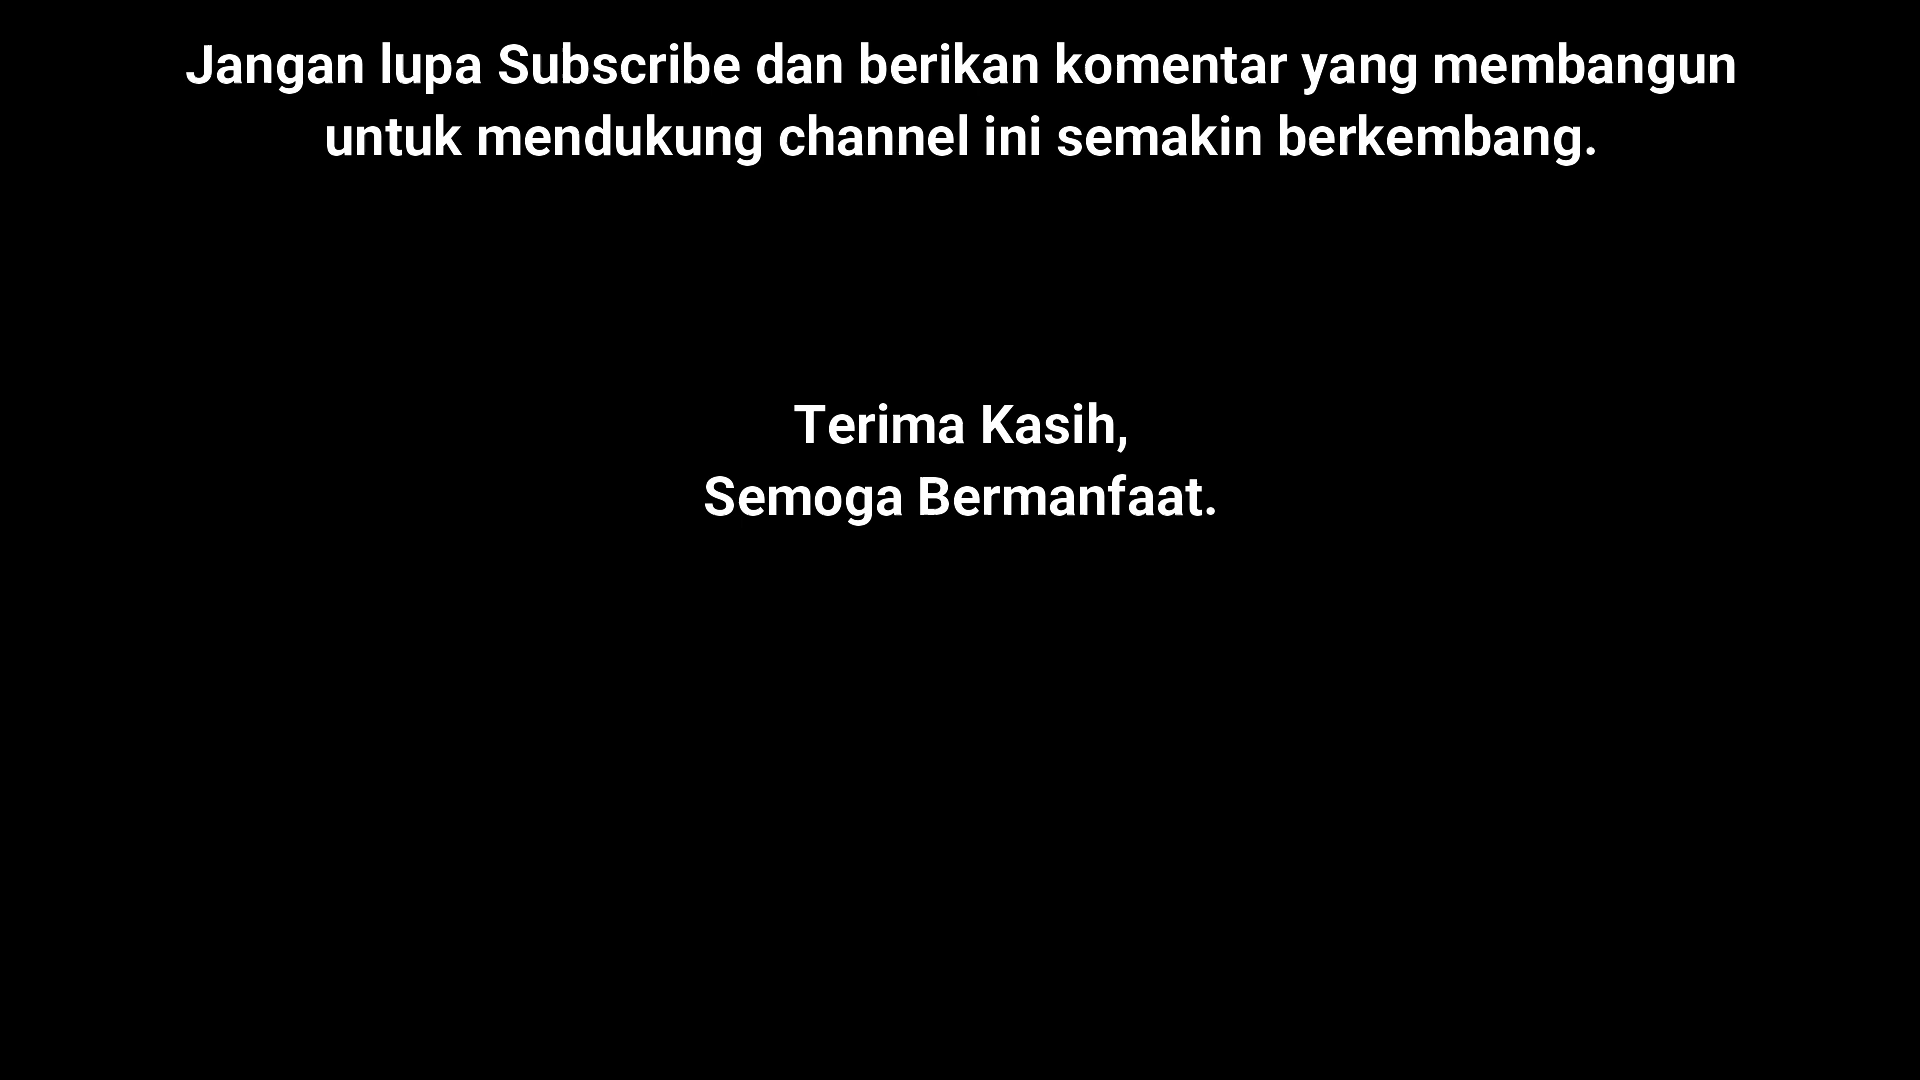 Jangan lupa Subscribe dan berikan komentar yang membangun
untuk mendukung channel ini semakin berkembang.
Terima Kasih,
Semoga Bermanfaat.